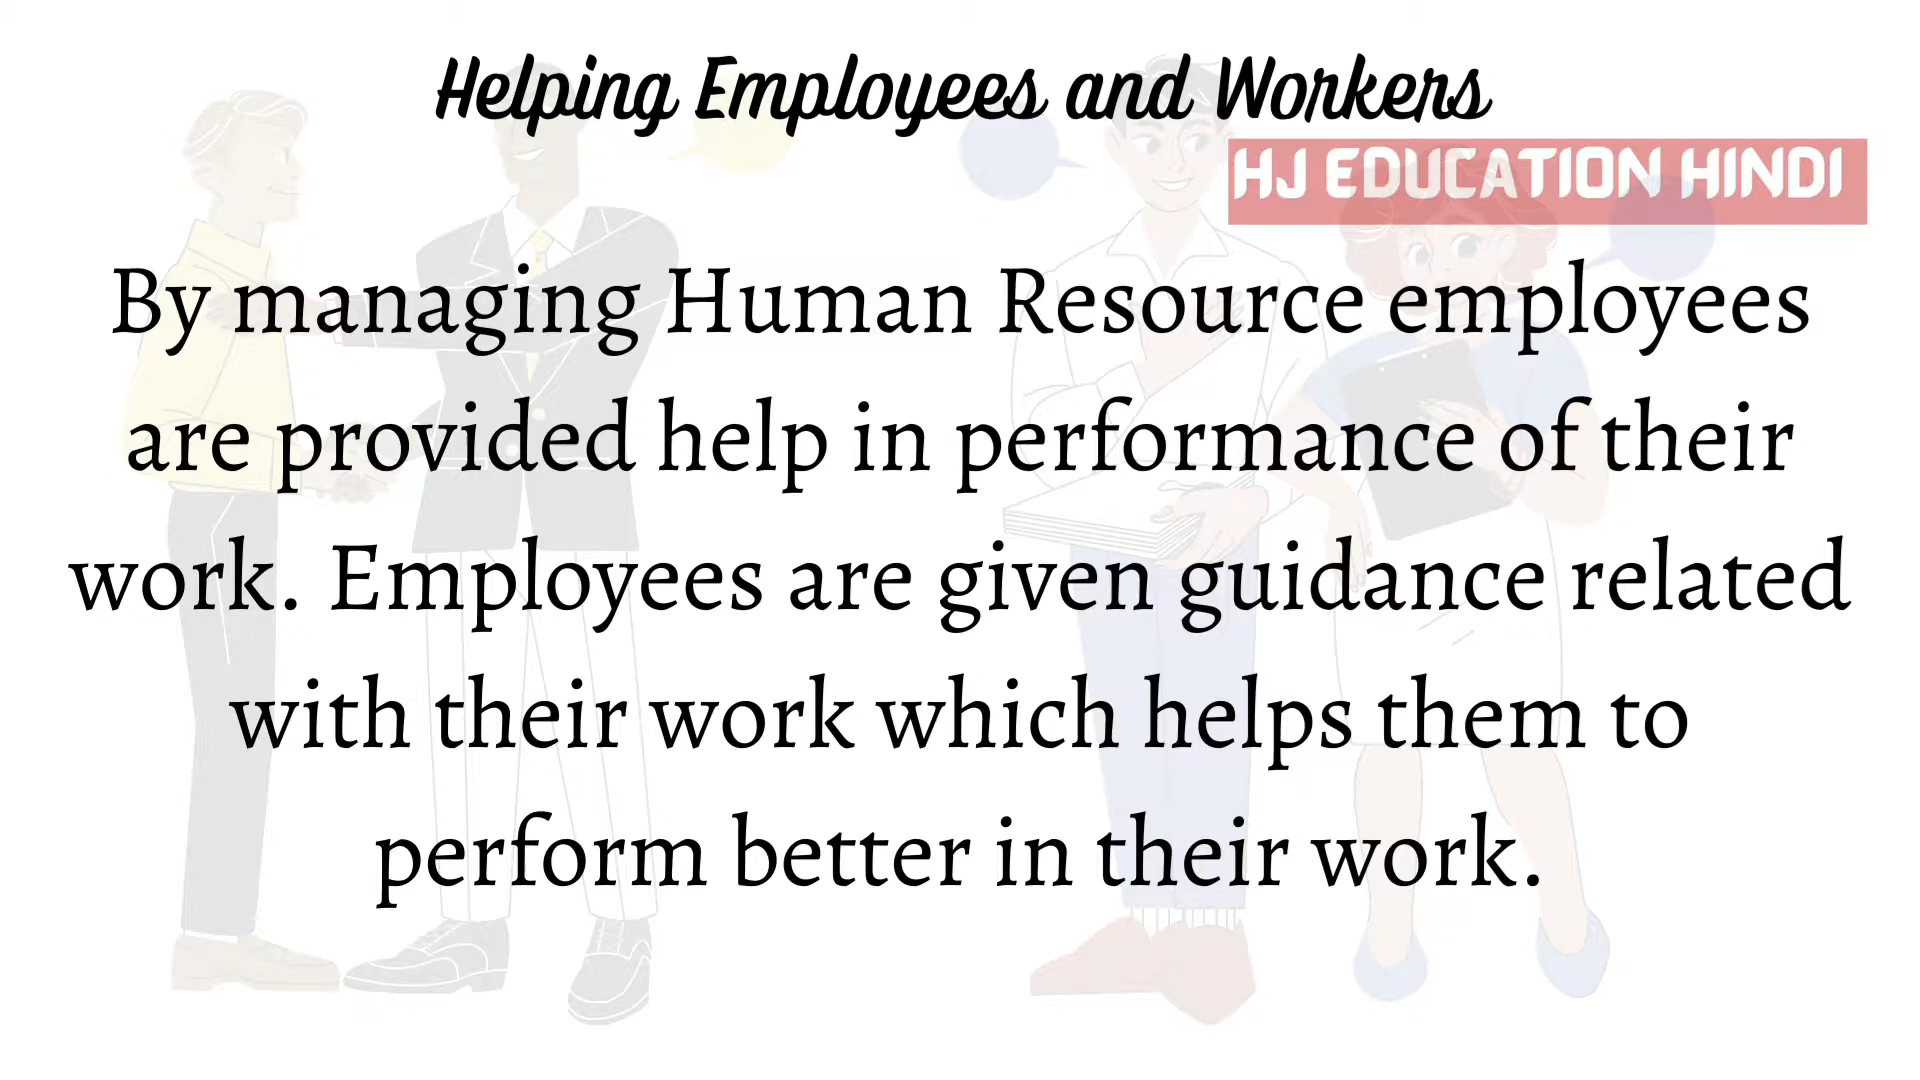 Helping Employees and Workers
HJ EDUCATION HINDI
By managing Human Resource employees
are provided help in performance of their
work. Employees are given guidance related
with their work which helps them to
perform better in their work.